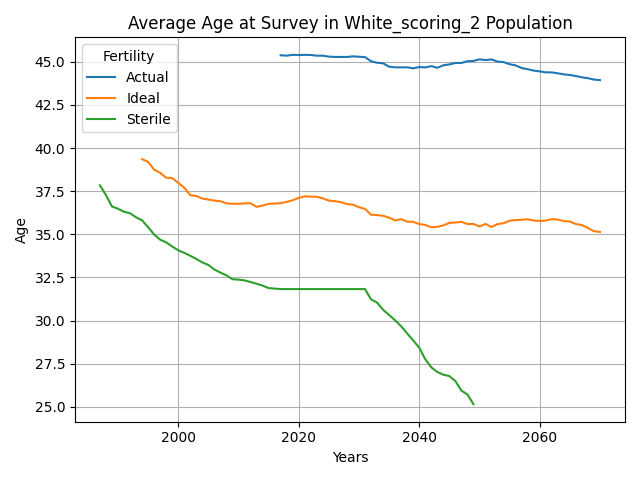 Average Age at Survey in White_scoring_2 Population
Fertility
Actual
Ideal
Sterile
45.0
42.5
40.0
37.5
35.0
32.5
30.0
27.5
25.0
Age
2000
2020
2040
2060
Years